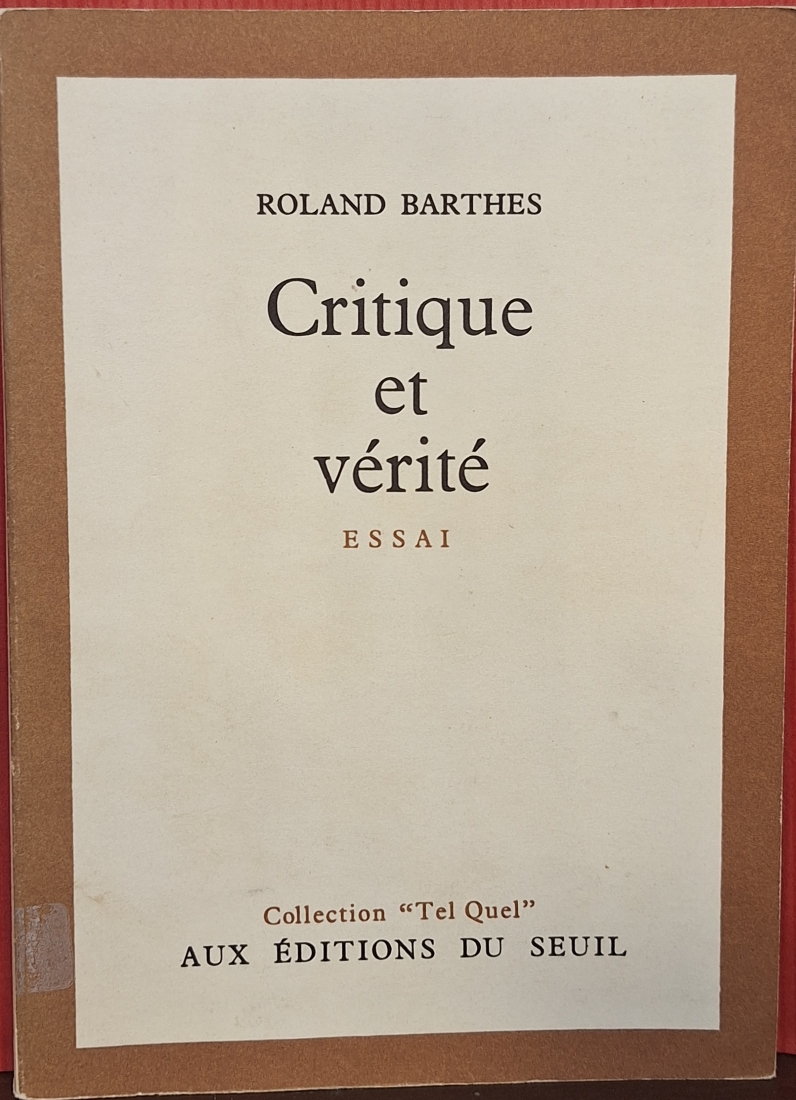 ROLAND BARTHES
Critique
et
vérité
ESSAI
Collection “Tel Quel”
AUX ÉDITIONS DU SEUIL